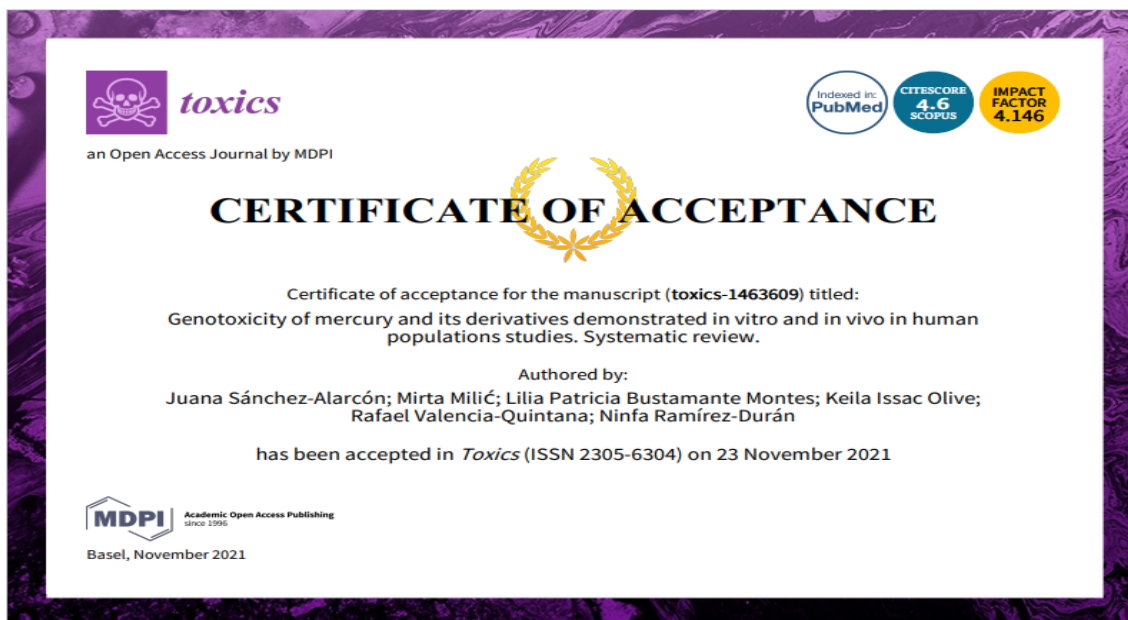 toxics
Indexed in:
PubMed
CITESCORE
4.6
SCOPUS
IMPACT
FACTOR
4.146
an Open Access Journal by MDPI
CERTIFICATE OF ACCEPTANCE
Certificate of acceptance for the manuscript (toxics-1463609) titled:
Genotoxicity of mercury and its derivatives demonstrated in vitro and in vivo in human
populations studies. Systematic review.
Authored by:
Juana Sánchez-Alarcón; Mirta Milić; Lilia Patricia Bustamante Montes; Keila Issac Olive;
Rafael Valencia-Quintana; Ninfa Ramírez-Durán
has been accepted in Toxics (ISSN 2305-6304) on 23 November 2021
MDPI
Academic Open Access Publishing
since 1996
Basel, November 2021